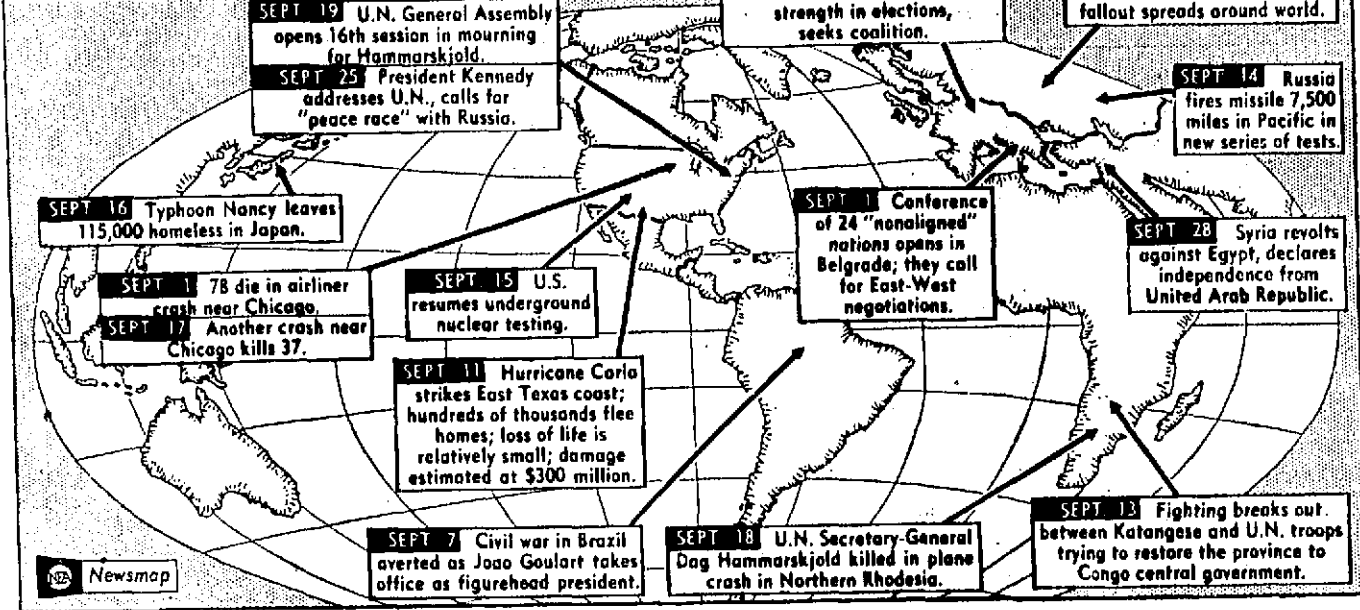 SEPT 19 U.N. General Assembly
opens 16th session in mourning
for Hammarskjold.
SEPT 25 President Kennedy
addresses U.N., calls for
"peace race" with Russia.
strength in elections,
seeks coalition.
fallout spreads around world.
SEPT 14 Russia
fires missile 7,500
miles in Pacific in
new series of tests.
SEPT 16 Typhoon Nancy leaves
115,000 homeless in Japan.
SEPT 1 78 die in airliner
crash near Chicago.
SEPT 17 Another crash near
Chicago kills 37.
SEPT 15 U.S.
resumes underground
nuclear testing.
SEPT 1 Conference
of 24 "nonaligned"
nations opens in
Belgrade; they call
for East-West
negotiations.
SEPT 28 Syria revolts
against Egypt, declares
independence from
United Arab Republic.
SEPT 11 Hurricane Carla
strikes East Texas coast;
hundreds of thousands flee
homes; loss of life is
relatively small; damage
estimated at $300 million.
SEPT 7 Civil war in Brazil
averted as Joao Goulart takes
office as figurehead president.
SEPT 18 U.N. Secretary-General
Dag Hammarskjold killed in plane
crash in Northern Rhodesia.
SEPT 13 Fighting breaks out
between Katangese and U.N. troops
trying to restore the province to
Congo central government.
NEA Newsmap